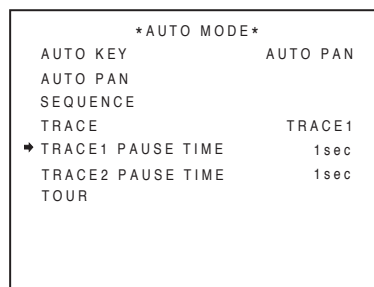 *AUTO MODE*
AUTO KEY AUTO PAN
AUTO PAN
SEQUENCE
TRACE TRACE1
TRACE1 PAUSE TIME 1sec
TRACE2 PAUSE TIME 1sec
TOUR